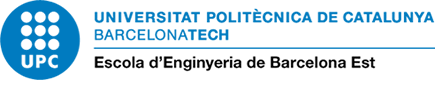 UPC
UNIVERSITAT POLITÈCNICA DE CATALUNYA
BARCELONATECH
Escola d'Enginyeria de Barcelona Est